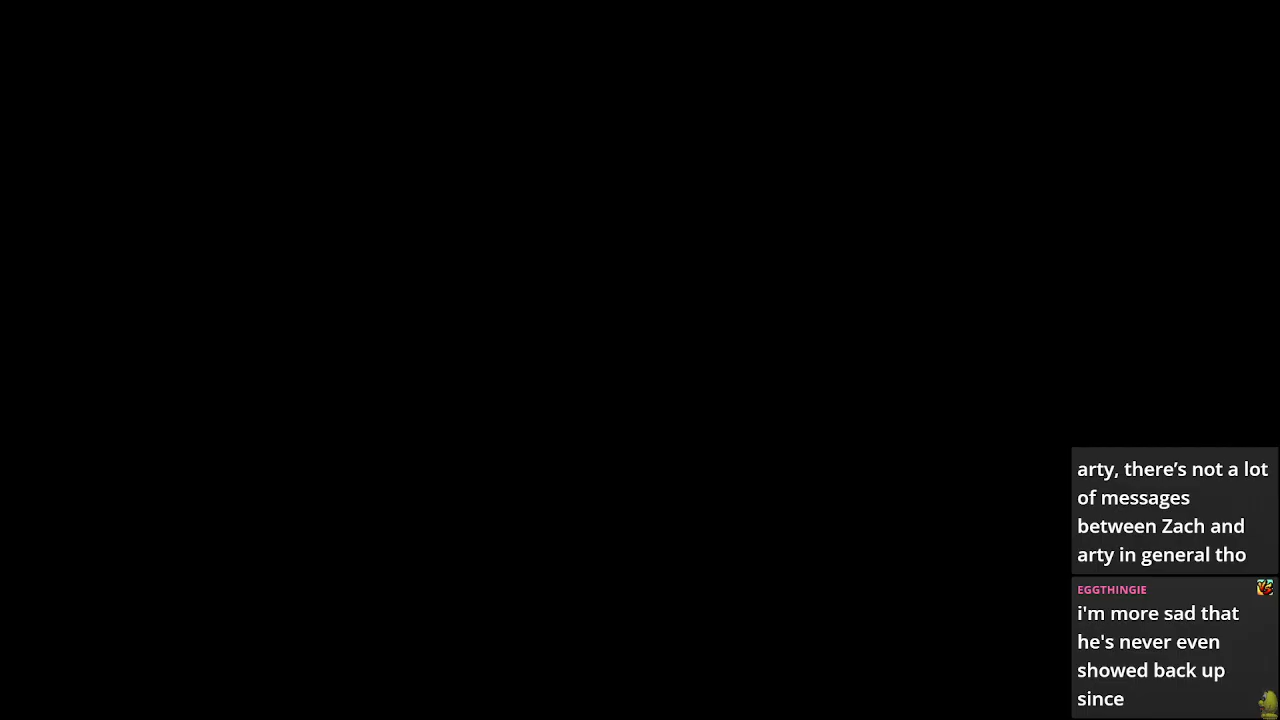 arty, there’s not a lot
of messages
between Zach and
arty in general tho
EGGTHINGIE
i'm more sad that
he's never even
showed back up
since